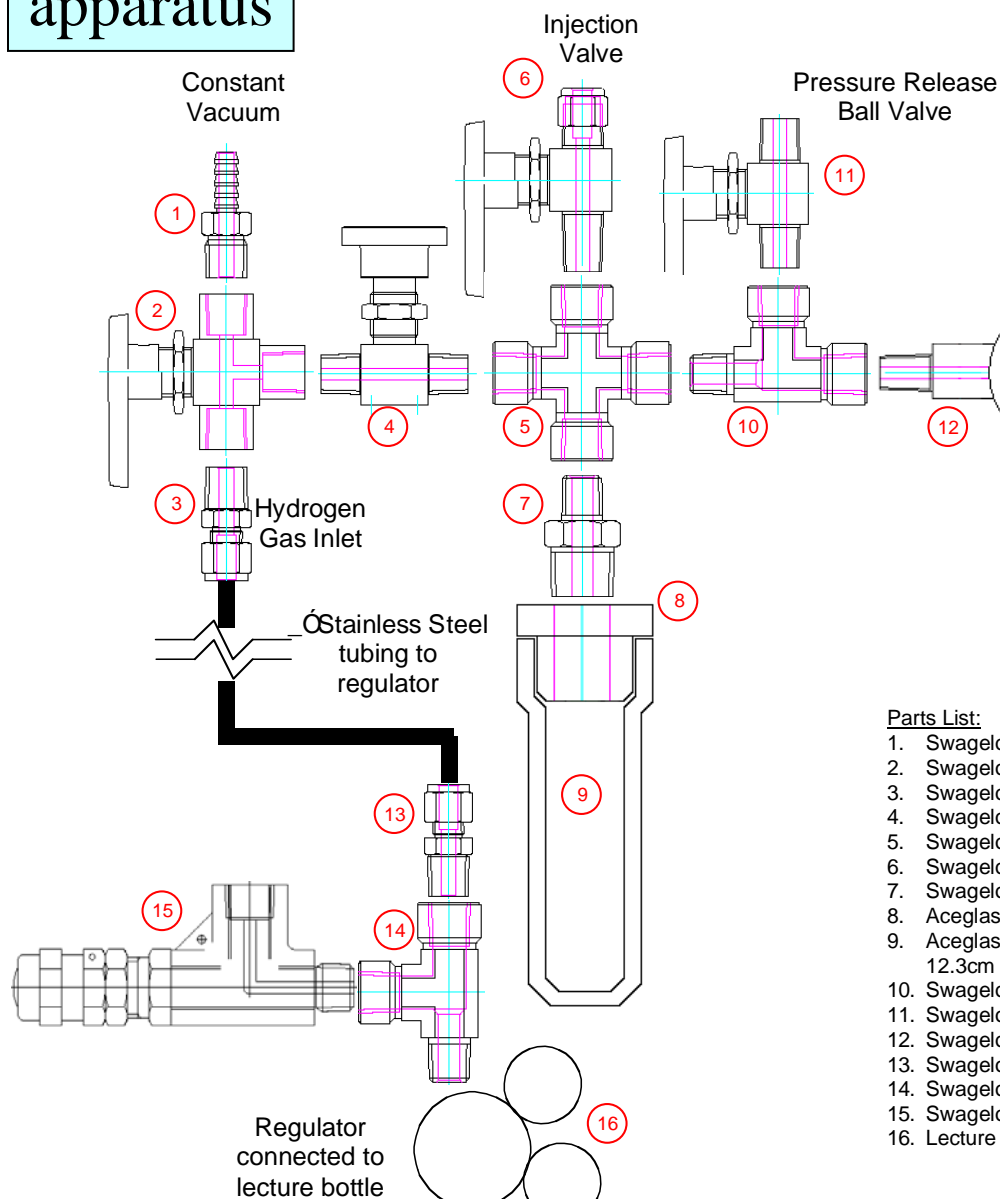 apparatus
Injection
Valve
6
Constant
Vacuum
Pressure Release
Ball Valve
11
1
2
4
5
10
12
3
Hydrogen
Gas Inlet
7
8
_ÓStainless Steel
tubing to
regulator
9
13
15
14
16
Regulator
connected to
lecture bottle
Parts List:
1. Swagelo
2. Swagelo
3. Swagelo
4. Swagelo
5. Swagelo
6. Swagelo
7. Swagelo
8. Aceglas
9. Aceglas
12.3cm
10. Swagelo
11. Swagelo
12. Swagelo
13. Swagelo
14. Swagelo
15. Swagelo
16. Lecture